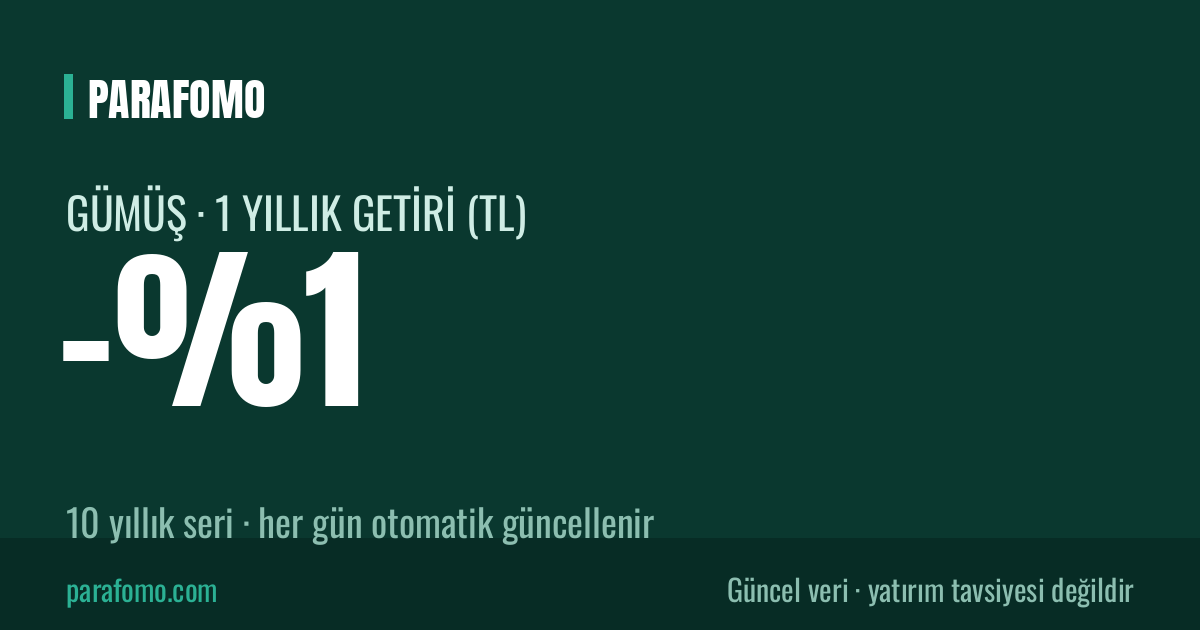 PARAFOMO
GÜMÜŞ · 1 YILLIK GETİRİ (TL)
-%1
10 yıllık seri · her gün otomatik güncellenir
parafomo.com
Güncel veri · yatırım tavsiyesi değildir